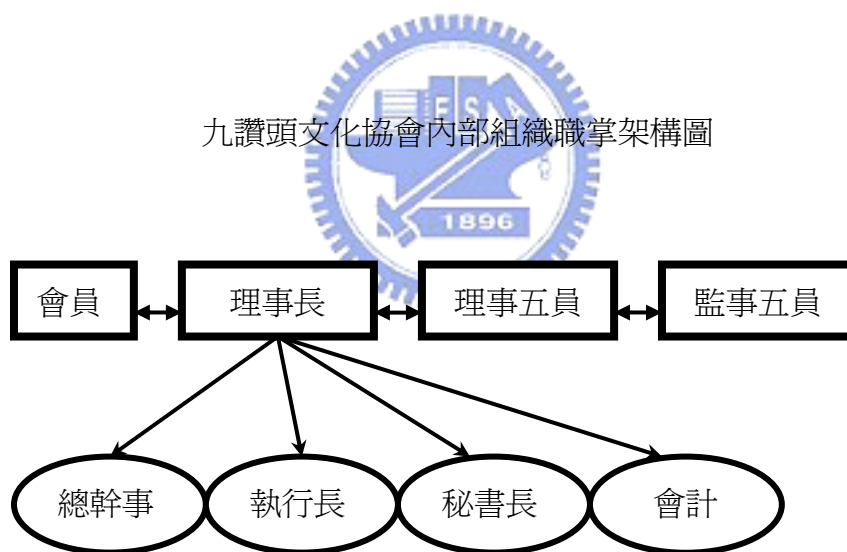 九讚頭文化協會內部組織職掌架構圖
ESA
1896
會員
理事長
理事五員
監事五員
總幹事
執行長
秘書長
會計